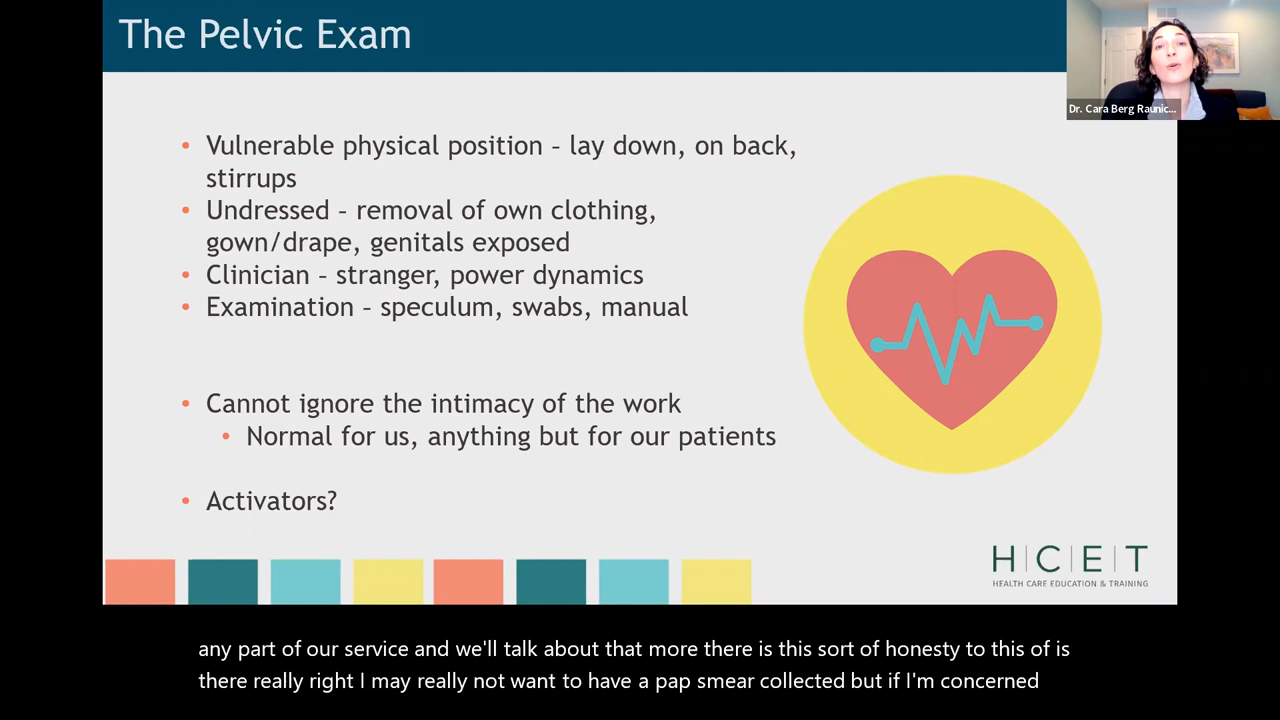 The Pelvic Exam
Dr. Cara Berg Raunic...
• Vulnerable physical position – lay down, on back,
stirrups
• Undressed – removal of own clothing,
gown/drape, genitals exposed
• Clinician – stranger, power dynamics
• Examination – speculum, swabs, manual
• Cannot ignore the intimacy of the work
• Normal for us, anything but for our patients
• Activators?
H|C|E|T
HEALTH CARE EDUCATION & TRAINING
any part of our service and we'll talk about that more there is this sort of honesty to this of is
there really right I may really not want to have a pap smear collected but if I'm concerned